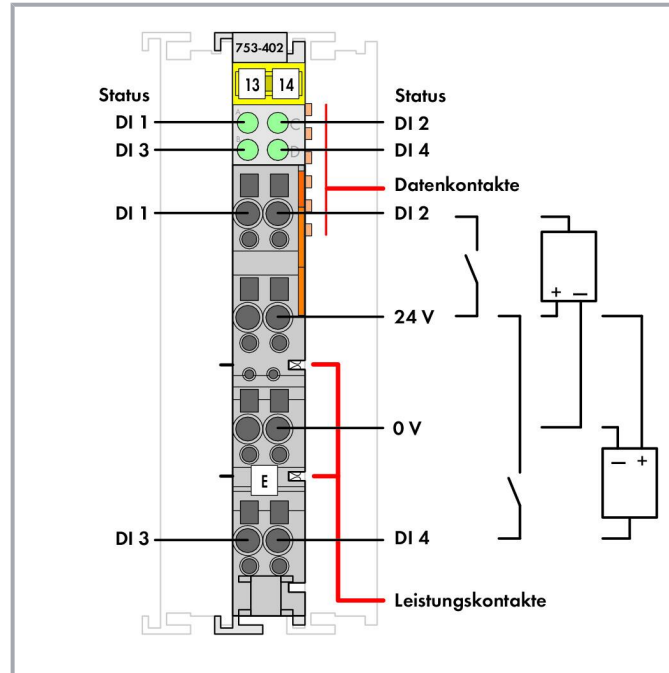 753-402
13 14
Status Status
A C
DI 1 DI 2
DI 3 D DI 4
Datenkontakte
DI 1 DI 2
+ –
24 V
0 V
– +
E
DI 3 DI 4
Leistungskontakte